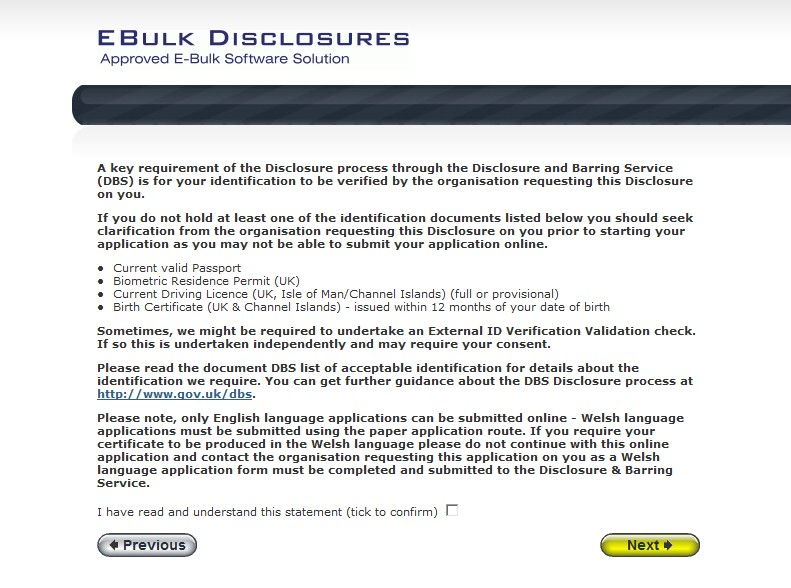 EBULK DISCLOSURES
Approved E-Bulk Software Solution
A key requirement of the Disclosure process through the Disclosure and Barring Service
(DBS) is for your identification to be verified by the organisation requesting this Disclosure
on you.
If you do not hold at least one of the identification documents listed below you should seek
clarification from the organisation requesting this Disclosure on you prior to starting your
application as you may not be able to submit your application online.
● Current valid Passport
● Biometric Residence Permit (UK)
● Current Driving Licence (UK, Isle of Man/Channel Islands) (full or provisional)
● Birth Certificate (UK & Channel Islands) - issued within 12 months of your date of birth
Sometimes, we might be required to undertake an External ID Verification Validation check.
If so this is undertaken independently and may require your consent.
Please read the document DBS list of acceptable identification for details about the
identification we require. You can get further guidance about the DBS Disclosure process at
http://www.gov.uk/dbs.
Please note, only English language applications can be submitted online - Welsh language
applications must be submitted using the paper application route. If you require your
certificate to be produced in the Welsh language please do not continue with this online
application and contact the organisation requesting this application on you as a Welsh
language application form must be completed and submitted to the Disclosure & Barring
Service.
I have read and understand this statement (tick to confirm)
Previous
Next